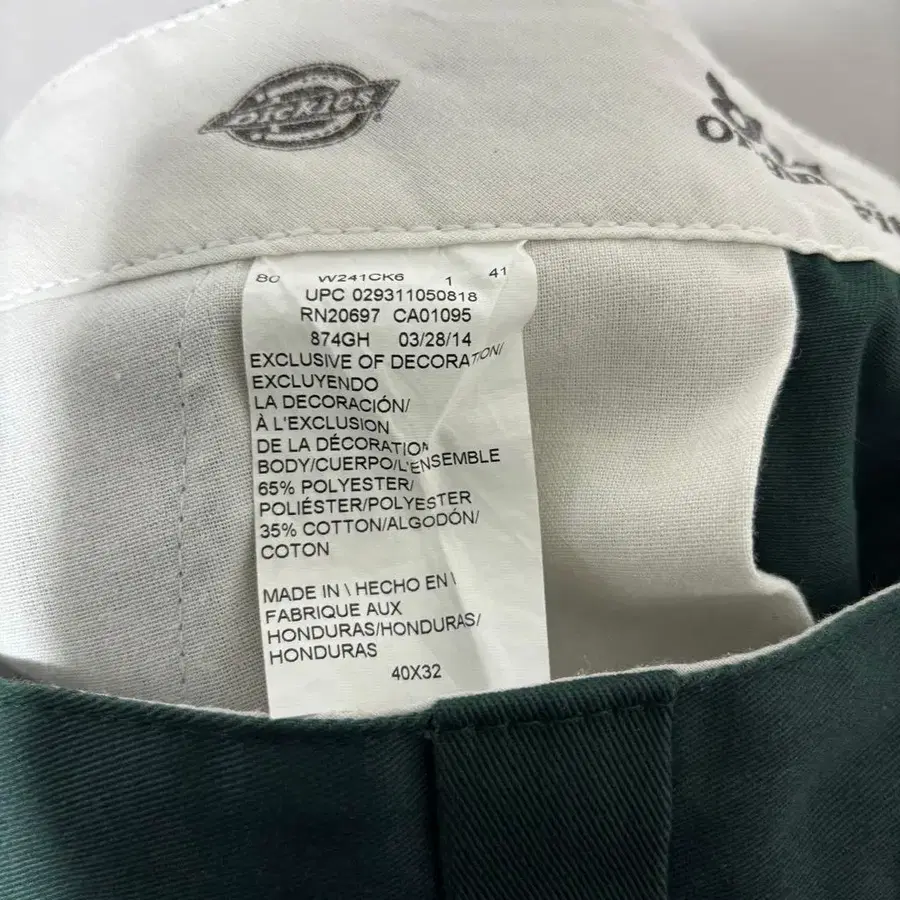 DICKIES
Original Fit
80 W241CK6 1 41
UPC 029311050818
RN20697 CA01095
874GH 03/28/14
EXCLUSIVE OF DECORATION/
EXCLUYENDO
LA DECORACIÓN/
À L'EXCLUSION
DE LA DÉCORATION
BODY/CUERPO/L'ENSEMBLE
65% POLYESTER/
POLIÉSTER/POLYESTER
35% COTTON/ALGODÓN/
COTON
MADE IN \ HECHO EN \
FABRIQUE AUX
HONDURAS/HONDURAS/
HONDURAS
40X32